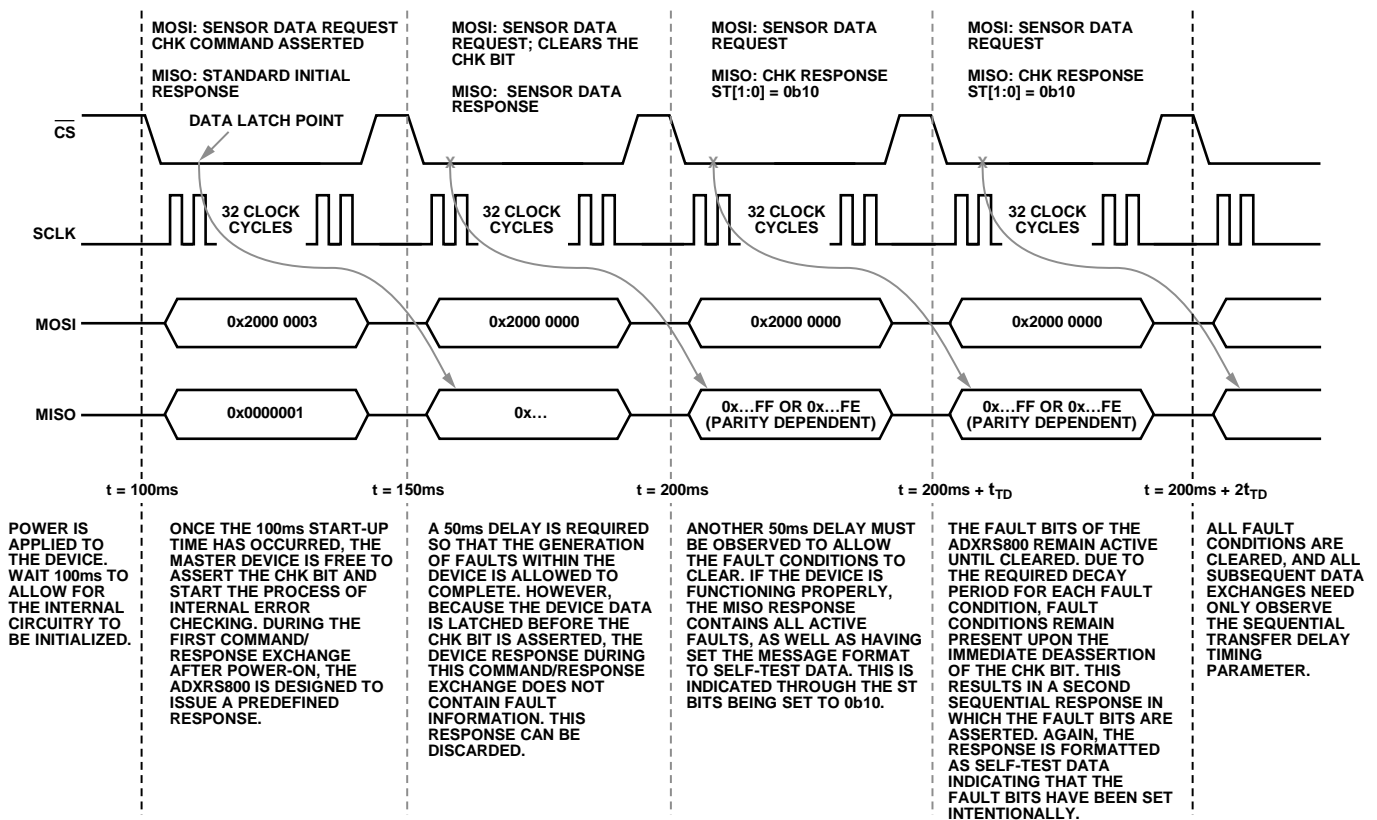 MOSI: SENSOR DATA REQUEST
CHK COMMAND ASSERTED
MISO: STANDARD INITIAL
RESPONSE
MOSI: SENSOR DATA
REQUEST; CLEARS THE
CHK BIT
MISO: SENSOR DATA
RESPONSE
MOSI: SENSOR DATA
REQUEST
MISO: CHK RESPONSE
ST[1:0] = 0b10
MOSI: SENSOR DATA
REQUEST
MISO: CHK RESPONSE
ST[1:0] = 0b10
DATA LATCH POINT
CS
X
X
X
SCLK
32 CLOCK
CYCLES
32 CLOCK
CYCLES
32 CLOCK
CYCLES
32 CLOCK
CYCLES
MOSI
0x2000 0003
0x2000 0000
0x2000 0000
0x2000 0000
MISO
0x0000001
0x...
0x...FF OR 0x...FE
(PARITY DEPENDENT)
0x...FF OR 0x...FE
(PARITY DEPENDENT)
t = 100ms
t = 150ms
t = 200ms
t = 200ms + tTD
t = 200ms + 2tTD
POWER IS
APPLIED TO
THE DEVICE.
WAIT 100ms TO
ALLOW FOR
THE INTERNAL
CIRCUITRY TO
BE INITIALIZED.
ONCE THE 100ms START-UP
TIME HAS OCCURRED, THE
MASTER DEVICE IS FREE TO
ASSERT THE CHK BIT AND
START THE PROCESS OF
INTERNAL ERROR
CHECKING. DURING THE
FIRST COMMAND/
RESPONSE EXCHANGE
AFTER POWER-ON, THE
ADXRS800 IS DESIGNED TO
ISSUE A PREDEFINED
RESPONSE.
A 50ms DELAY IS REQUIRED
SO THAT THE GENERATION
OF FAULTS WITHIN THE
DEVICE IS ALLOWED TO
COMPLETE. HOWEVER,
BECAUSE THE DEVICE DATA
IS LATCHED BEFORE THE
CHK BIT IS ASSERTED, THE
DEVICE RESPONSE DURING
THIS COMMAND/RESPONSE
EXCHANGE DOES NOT
CONTAIN FAULT
INFORMATION. THIS
RESPONSE CAN BE
DISCARDED.
ANOTHER 50ms DELAY MUST
BE OBSERVED TO ALLOW
THE FAULT CONDITIONS TO
CLEAR. IF THE DEVICE IS
FUNCTIONING PROPERLY,
THE MISO RESPONSE
CONTAINS ALL ACTIVE
FAULTS, AS WELL AS HAVING
SET THE MESSAGE FORMAT
TO SELF-TEST DATA. THIS IS
INDICATED THROUGH THE ST
BITS BEING SET TO 0b10.
THE FAULT BITS OF THE
ADXRS800 REMAIN ACTIVE
UNTIL CLEARED. DUE TO
THE REQUIRED DECAY
PERIOD FOR EACH FAULT
CONDITION, FAULT
CONDITIONS REMAIN
PRESENT UPON THE
IMMEDIATE DEASSERTION
OF THE CHK BIT. THIS
RESULTS IN A SECOND
SEQUENTIAL RESPONSE IN
WHICH THE FAULT BITS ARE
ASSERTED. AGAIN, THE
RESPONSE IS FORMATTED
AS SELF-TEST DATA
INDICATING THAT THE
FAULT BITS HAVE BEEN SET
INTENTIONALLY.
ALL FAULT
CONDITIONS ARE
CLEARED, AND ALL
SUBSEQUENT DATA
EXCHANGES NEED
ONLY OBSERVE
THE SEQUENTIAL
TRANSFER DELAY
TIMING
PARAMETER.